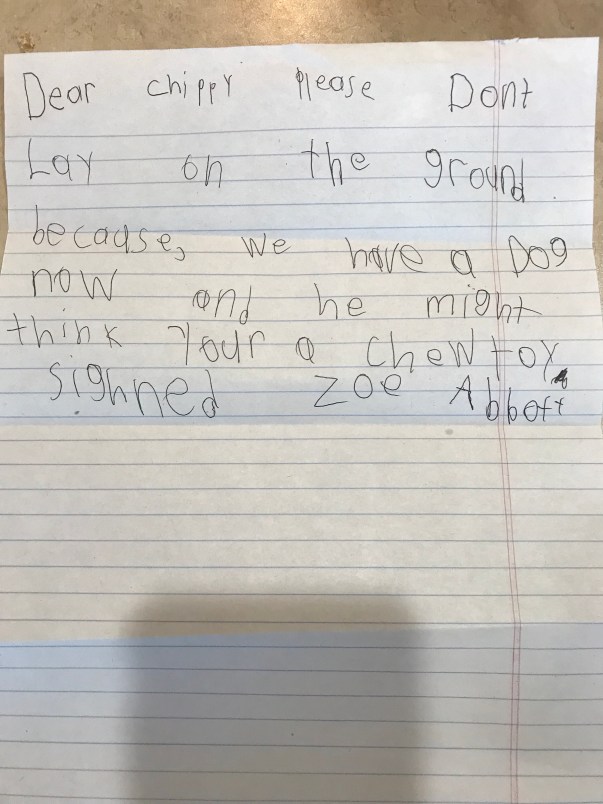 Dear chippy please Dont
Lay on the ground.
because, we have a Dog
now and he might
think your a chew toy.
sighned zoe Abbott